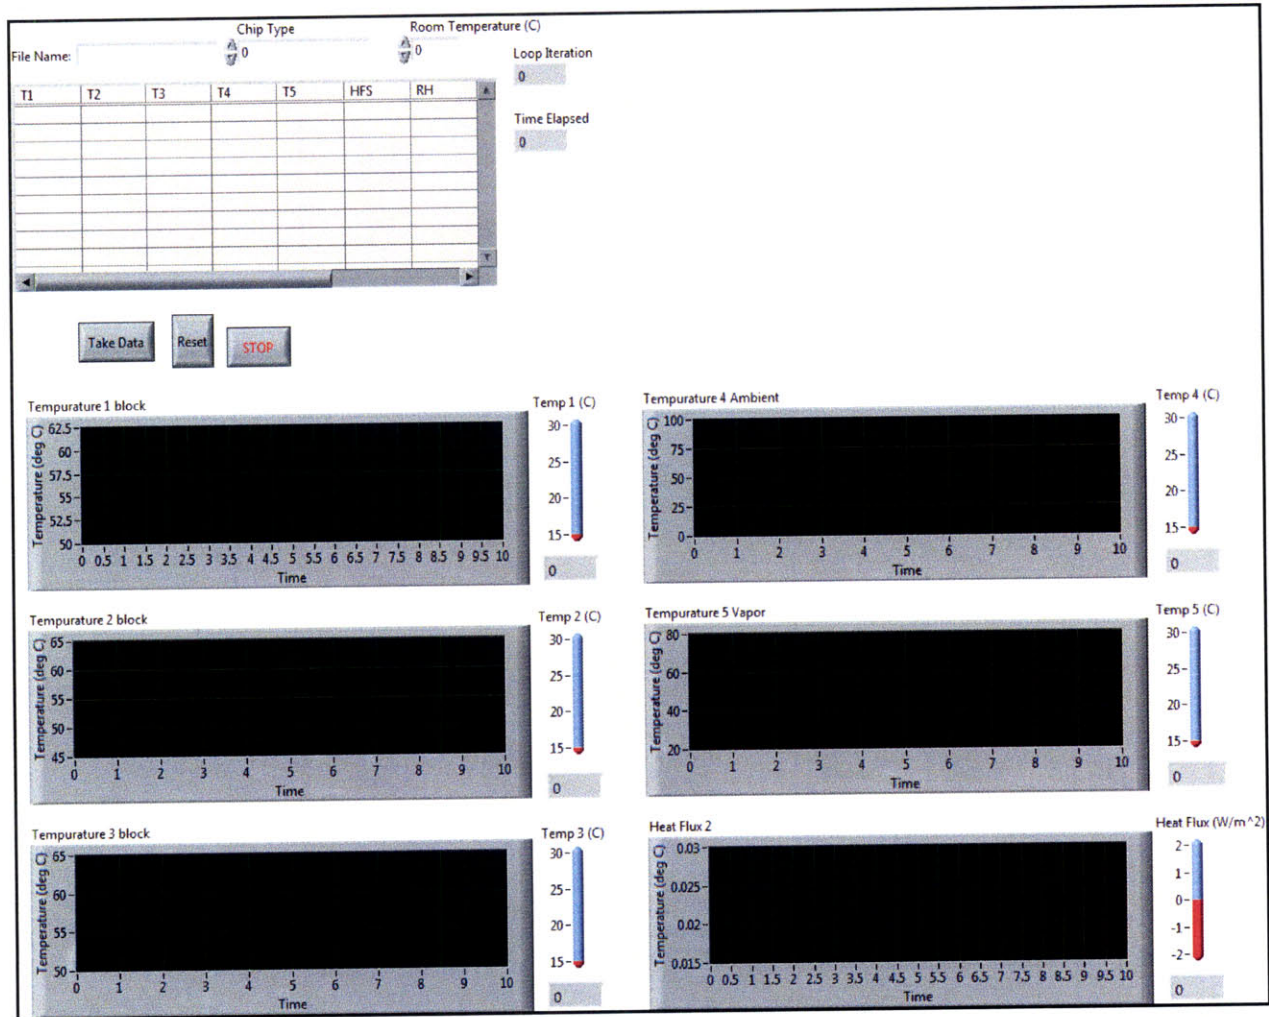 Chip Type
Room Temperature (C)
File Name:
0
0
Loop Iteration
0
T1 T2 T3 T4 T5 HFS RH
Time Elapsed
0
Take Data
Reset
STOP
Tempurature 1 block
Temp 1 (C)
Temperature (deg C)
62.5
60
57.5
55
52.5
50
0 0.5 1 1.5 2 2.5 3 3.5 4 4.5 5 5.5 6 6.5 7 7.5 8 8.5 9 9.5 10
Time
30
25
20
15
0
Tempurature 4 Ambient
Temp 4 (C)
Temperature (deg C)
100
75
50
25
0
0 1 2 3 4 5 6 7 8 9 10
Time
30
25
20
15
0
Tempurature 2 block
Temp 2 (C)
Temperature (deg C)
65
60
55
50
45
0 1 2 3 4 5 6 7 8 9 10
Time
30
25
20
15
0
Tempurature 5 Vapor
Temp 5 (C)
Temperature (deg C)
80
60
40
20
0 1 2 3 4 5 6 7 8 9 10
Time
30
25
20
15
0
Tempurature 3 block
Temp 3 (C)
Temperature (deg C)
65
60
55
50
0 1 2 3 4 5 6 7 8 9 10
Time
30
25
20
15
0
Heat Flux 2
Heat Flux (W/m^2)
Temperature (deg C)
0.03
0.025
0.02
0.015
0 0.5 1 1.5 2 2.5 3 3.5 4 4.5 5 5.5 6 6.5 7 7.5 8 8.5 9 9.5 10
Time
2
1
0
-1
-2
0